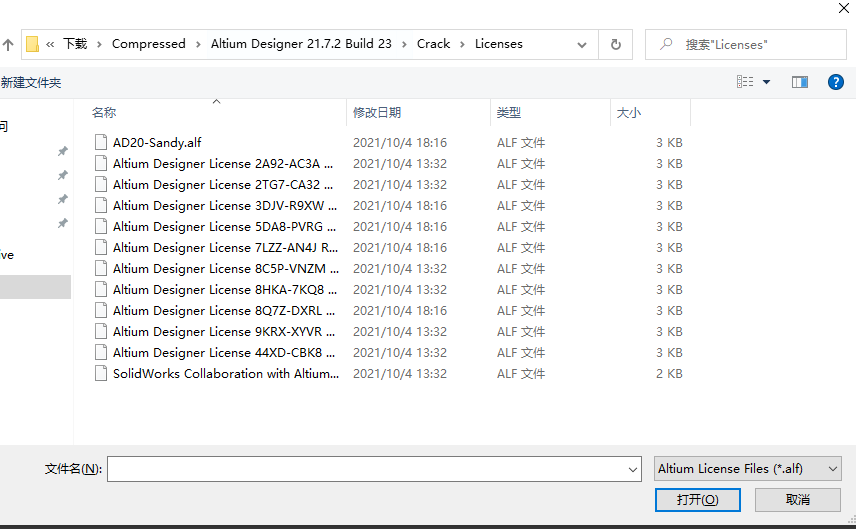 « 下载 › Compressed › Altium Designer 21.7.2 Build 23 › Crack › Licenses
搜索"Licenses"
新建文件夹
?
名称 修改日期 类型 大小
问
AD20-Sandy.alf 2021/10/4 18:16 ALF 文件 3 KB
Altium Designer License 2A92-AC3A ... 2021/10/4 13:32 ALF 文件 3 KB
Altium Designer License 2TG7-CA32 ... 2021/10/4 13:32 ALF 文件 3 KB
Altium Designer License 3DJV-R9XW ... 2021/10/4 18:16 ALF 文件 3 KB
Altium Designer License 5DA8-PVRG ... 2021/10/4 18:16 ALF 文件 3 KB
Altium Designer License 7LZZ-AN4J R... 2021/10/4 18:16 ALF 文件 3 KB
ive
Altium Designer License 8C5P-VNZM ... 2021/10/4 13:32 ALF 文件 3 KB
Altium Designer License 8HKA-7KQ8 ... 2021/10/4 13:32 ALF 文件 3 KB
Altium Designer License 8Q7Z-DXRL ... 2021/10/4 18:16 ALF 文件 3 KB
Altium Designer License 9KRX-XYVR ... 2021/10/4 13:32 ALF 文件 3 KB
Altium Designer License 44XD-CBK8 ... 2021/10/4 13:32 ALF 文件 3 KB
SolidWorks Collaboration with Altium... 2021/10/4 13:32 ALF 文件 2 KB
文件名(N): Altium License Files (*.alf)
打开(O) 取消